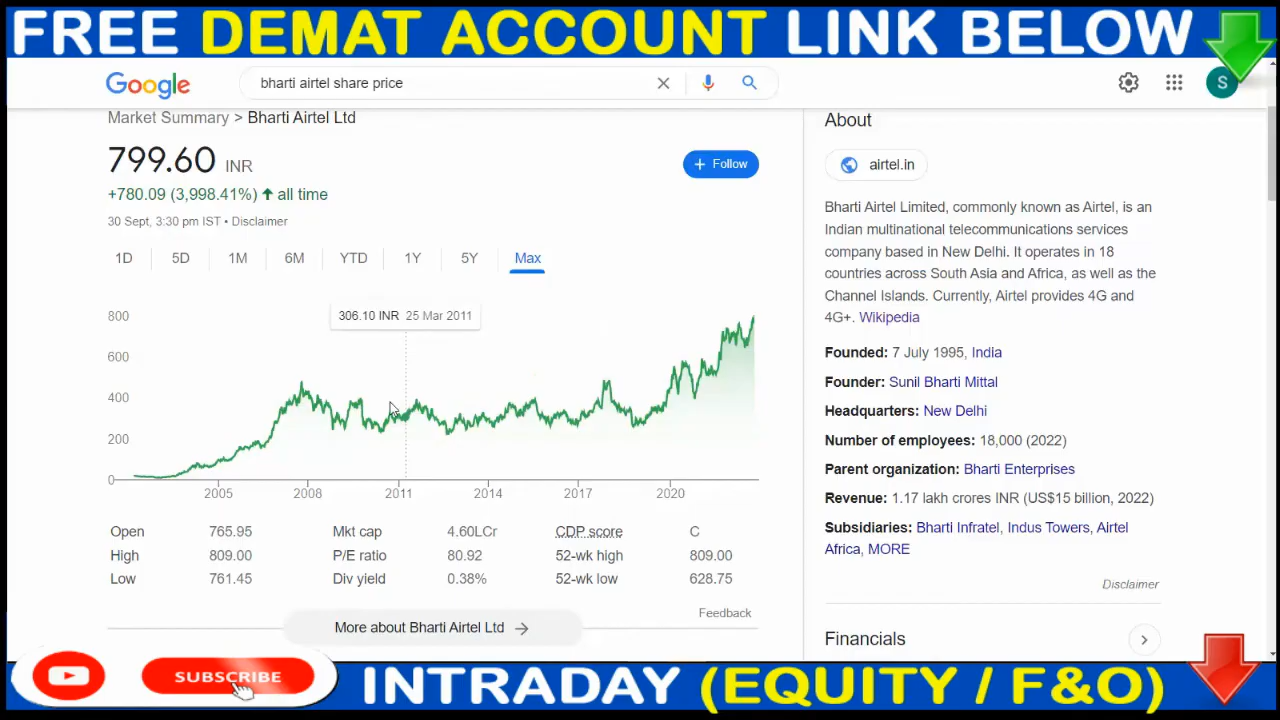 FREE DEMAT ACCOUNT LINK BELOW
Google
bharti airtel share price
S
Market Summary > Bharti Airtel Ltd
799.60 INR
+ Follow
+780.09 (3,998.41%) ↑ all time
30 Sept, 3:30 pm IST • Disclaimer
1D 5D 1M 6M YTD 1Y 5Y Max
306.10 INR 25 Mar 2011
800
600
400
200
0
2005 2008 2011 2014 2017 2020
Open 765.95 Mkt cap 4.60LCr CDP score C
High 809.00 P/E ratio 80.92 52-wk high 809.00
Low 761.45 Div yield 0.38% 52-wk low 628.75
Feedback
More about Bharti Airtel Ltd →
About
airtel.in
Bharti Airtel Limited, commonly known as Airtel, is an
Indian multinational telecommunications services
company based in New Delhi. It operates in 18
countries across South Asia and Africa, as well as the
Channel Islands. Currently, Airtel provides 4G and
4G+. Wikipedia
Founded: 7 July 1995, India
Founder: Sunil Bharti Mittal
Headquarters: New Delhi
Number of employees: 18,000 (2022)
Parent organization: Bharti Enterprises
Revenue: 1.17 lakh crores INR (US$15 billion, 2022)
Subsidiaries: Bharti Infratel, Indus Towers, Airtel
Africa, MORE
Disclaimer
Financials
SUBSCRIBE
INTRADAY (EQUITY / F&O)